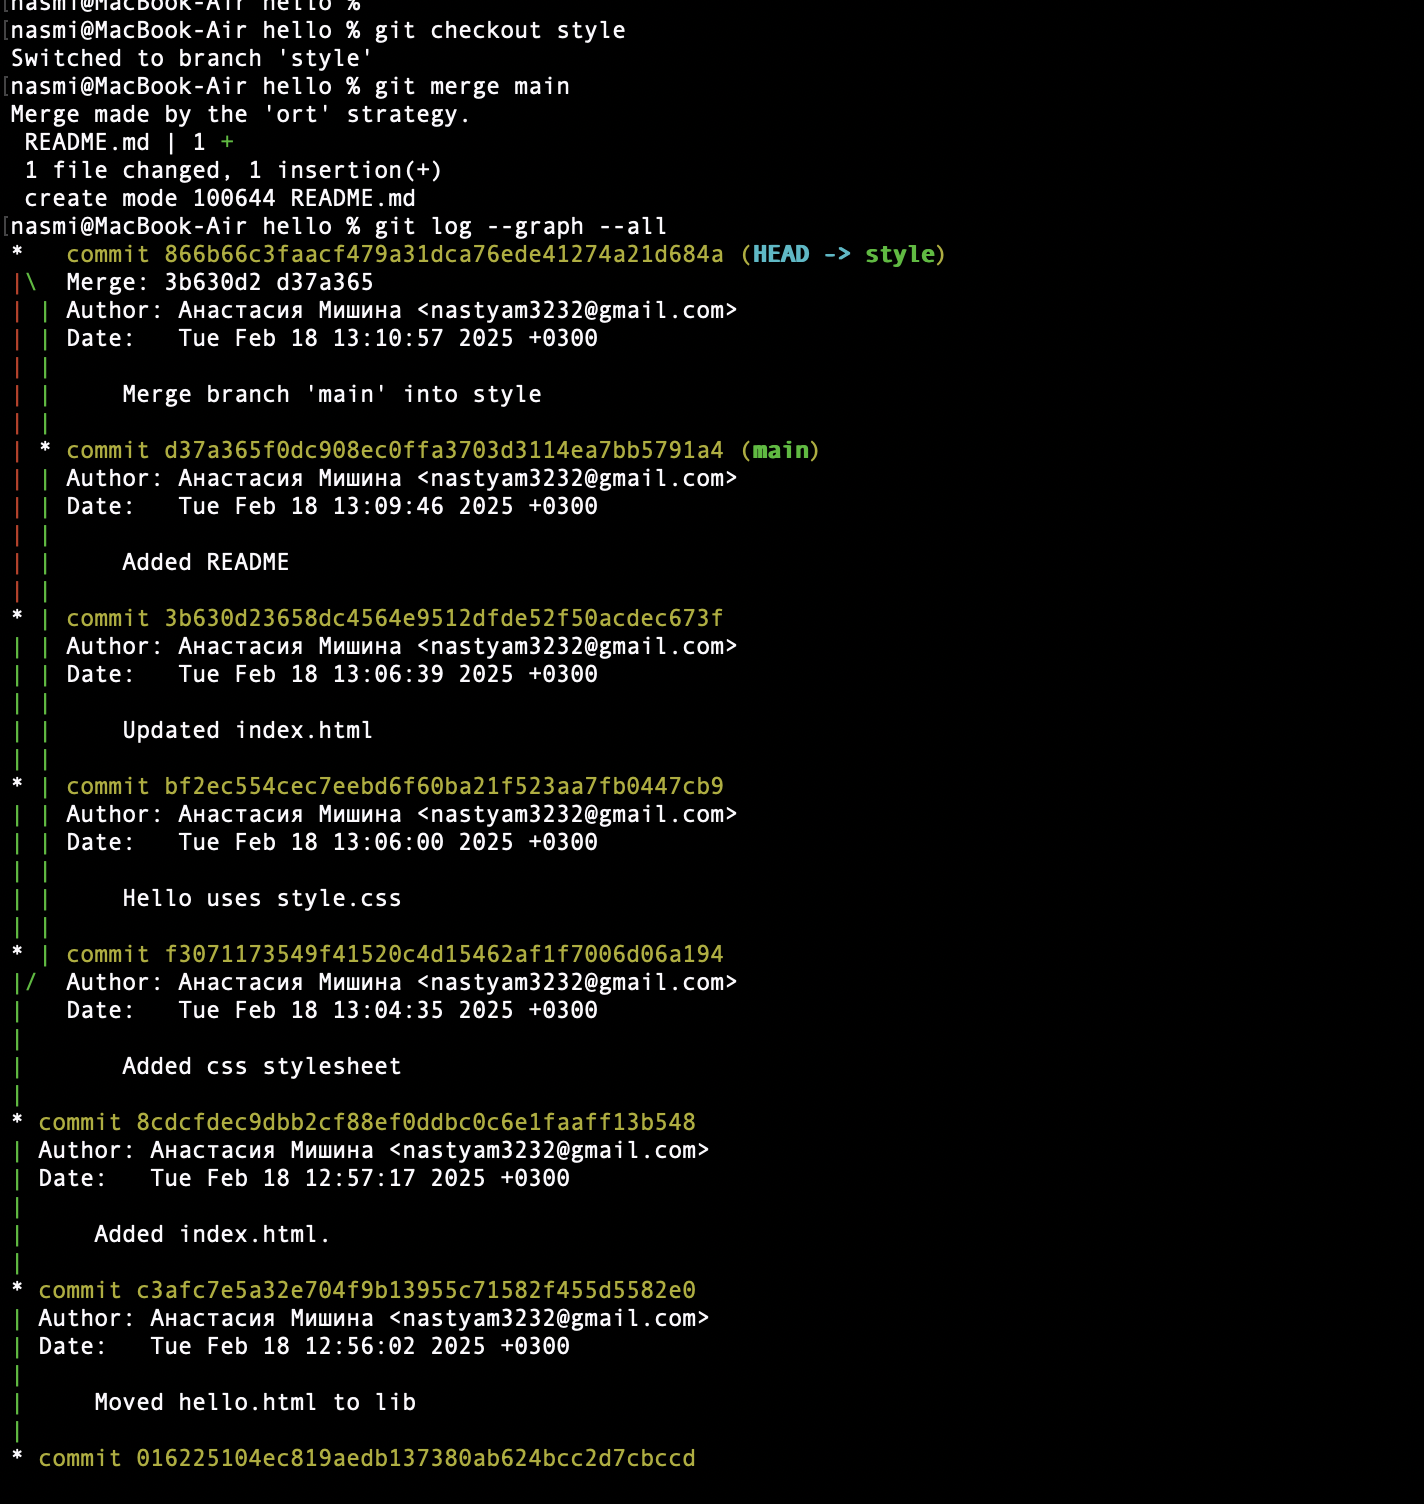 [nasmi@MacBook-Air hello %
[nasmi@MacBook-Air hello % git checkout style
Switched to branch 'style'
[nasmi@MacBook-Air hello % git merge main
Merge made by the 'ort' strategy.
 README.md | 1 +
 1 file changed, 1 insertion(+)
 create mode 100644 README.md
[nasmi@MacBook-Air hello % git log --graph --all
*   commit 866b66c3faacf479a31dca76ede41274a21d684a (HEAD -> style)
|\  Merge: 3b630d2 d37a365
| | Author: Анастасия Мишина <nastyam3232@gmail.com>
| | Date:   Tue Feb 18 13:10:57 2025 +0300
| |
| |     Merge branch 'main' into style
| |
| * commit d37a365f0dc908ec0ffa3703d3114ea7bb5791a4 (main)
| | Author: Анастасия Мишина <nastyam3232@gmail.com>
| | Date:   Tue Feb 18 13:09:46 2025 +0300
| |
| |     Added README
| |
* | commit 3b630d23658dc4564e9512dfde52f50acdec673f
| | Author: Анастасия Мишина <nastyam3232@gmail.com>
| | Date:   Tue Feb 18 13:06:39 2025 +0300
| |
| |     Updated index.html
| |
* | commit bf2ec554cec7eebd6f60ba21f523aa7fb0447cb9
| | Author: Анастасия Мишина <nastyam3232@gmail.com>
| | Date:   Tue Feb 18 13:06:00 2025 +0300
| |
| |     Hello uses style.css
| |
* | commit f3071173549f41520c4d15462af1f7006d06a194
|/  Author: Анастасия Мишина <nastyam3232@gmail.com>
|   Date:   Tue Feb 18 13:04:35 2025 +0300
|
|       Added css stylesheet
|
* commit 8cdcfdec9dbb2cf88ef0ddbc0c6e1faaff13b548
| Author: Анастасия Мишина <nastyam3232@gmail.com>
| Date:   Tue Feb 18 12:57:17 2025 +0300
|
|     Added index.html.
|
* commit c3afc7e5a32e704f9b13955c71582f455d5582e0
| Author: Анастасия Мишина <nastyam3232@gmail.com>
| Date:   Tue Feb 18 12:56:02 2025 +0300
|
|     Moved hello.html to lib
|
* commit 016225104ec819aedb137380ab624bcc2d7cbccd